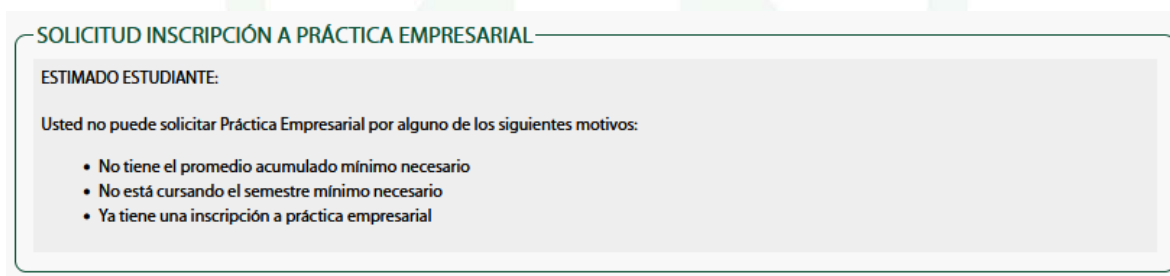 SOLICITUD INSCRIPCIÓN A PRÁCTICA EMPRESARIAL
ESTIMADO ESTUDIANTE:
Usted no puede solicitar Práctica Empresarial por alguno de los siguientes motivos:
• No tiene el promedio acumulado mínimo necesario
• No está cursando el semestre mínimo necesario
• Ya tiene una inscripción a práctica empresarial